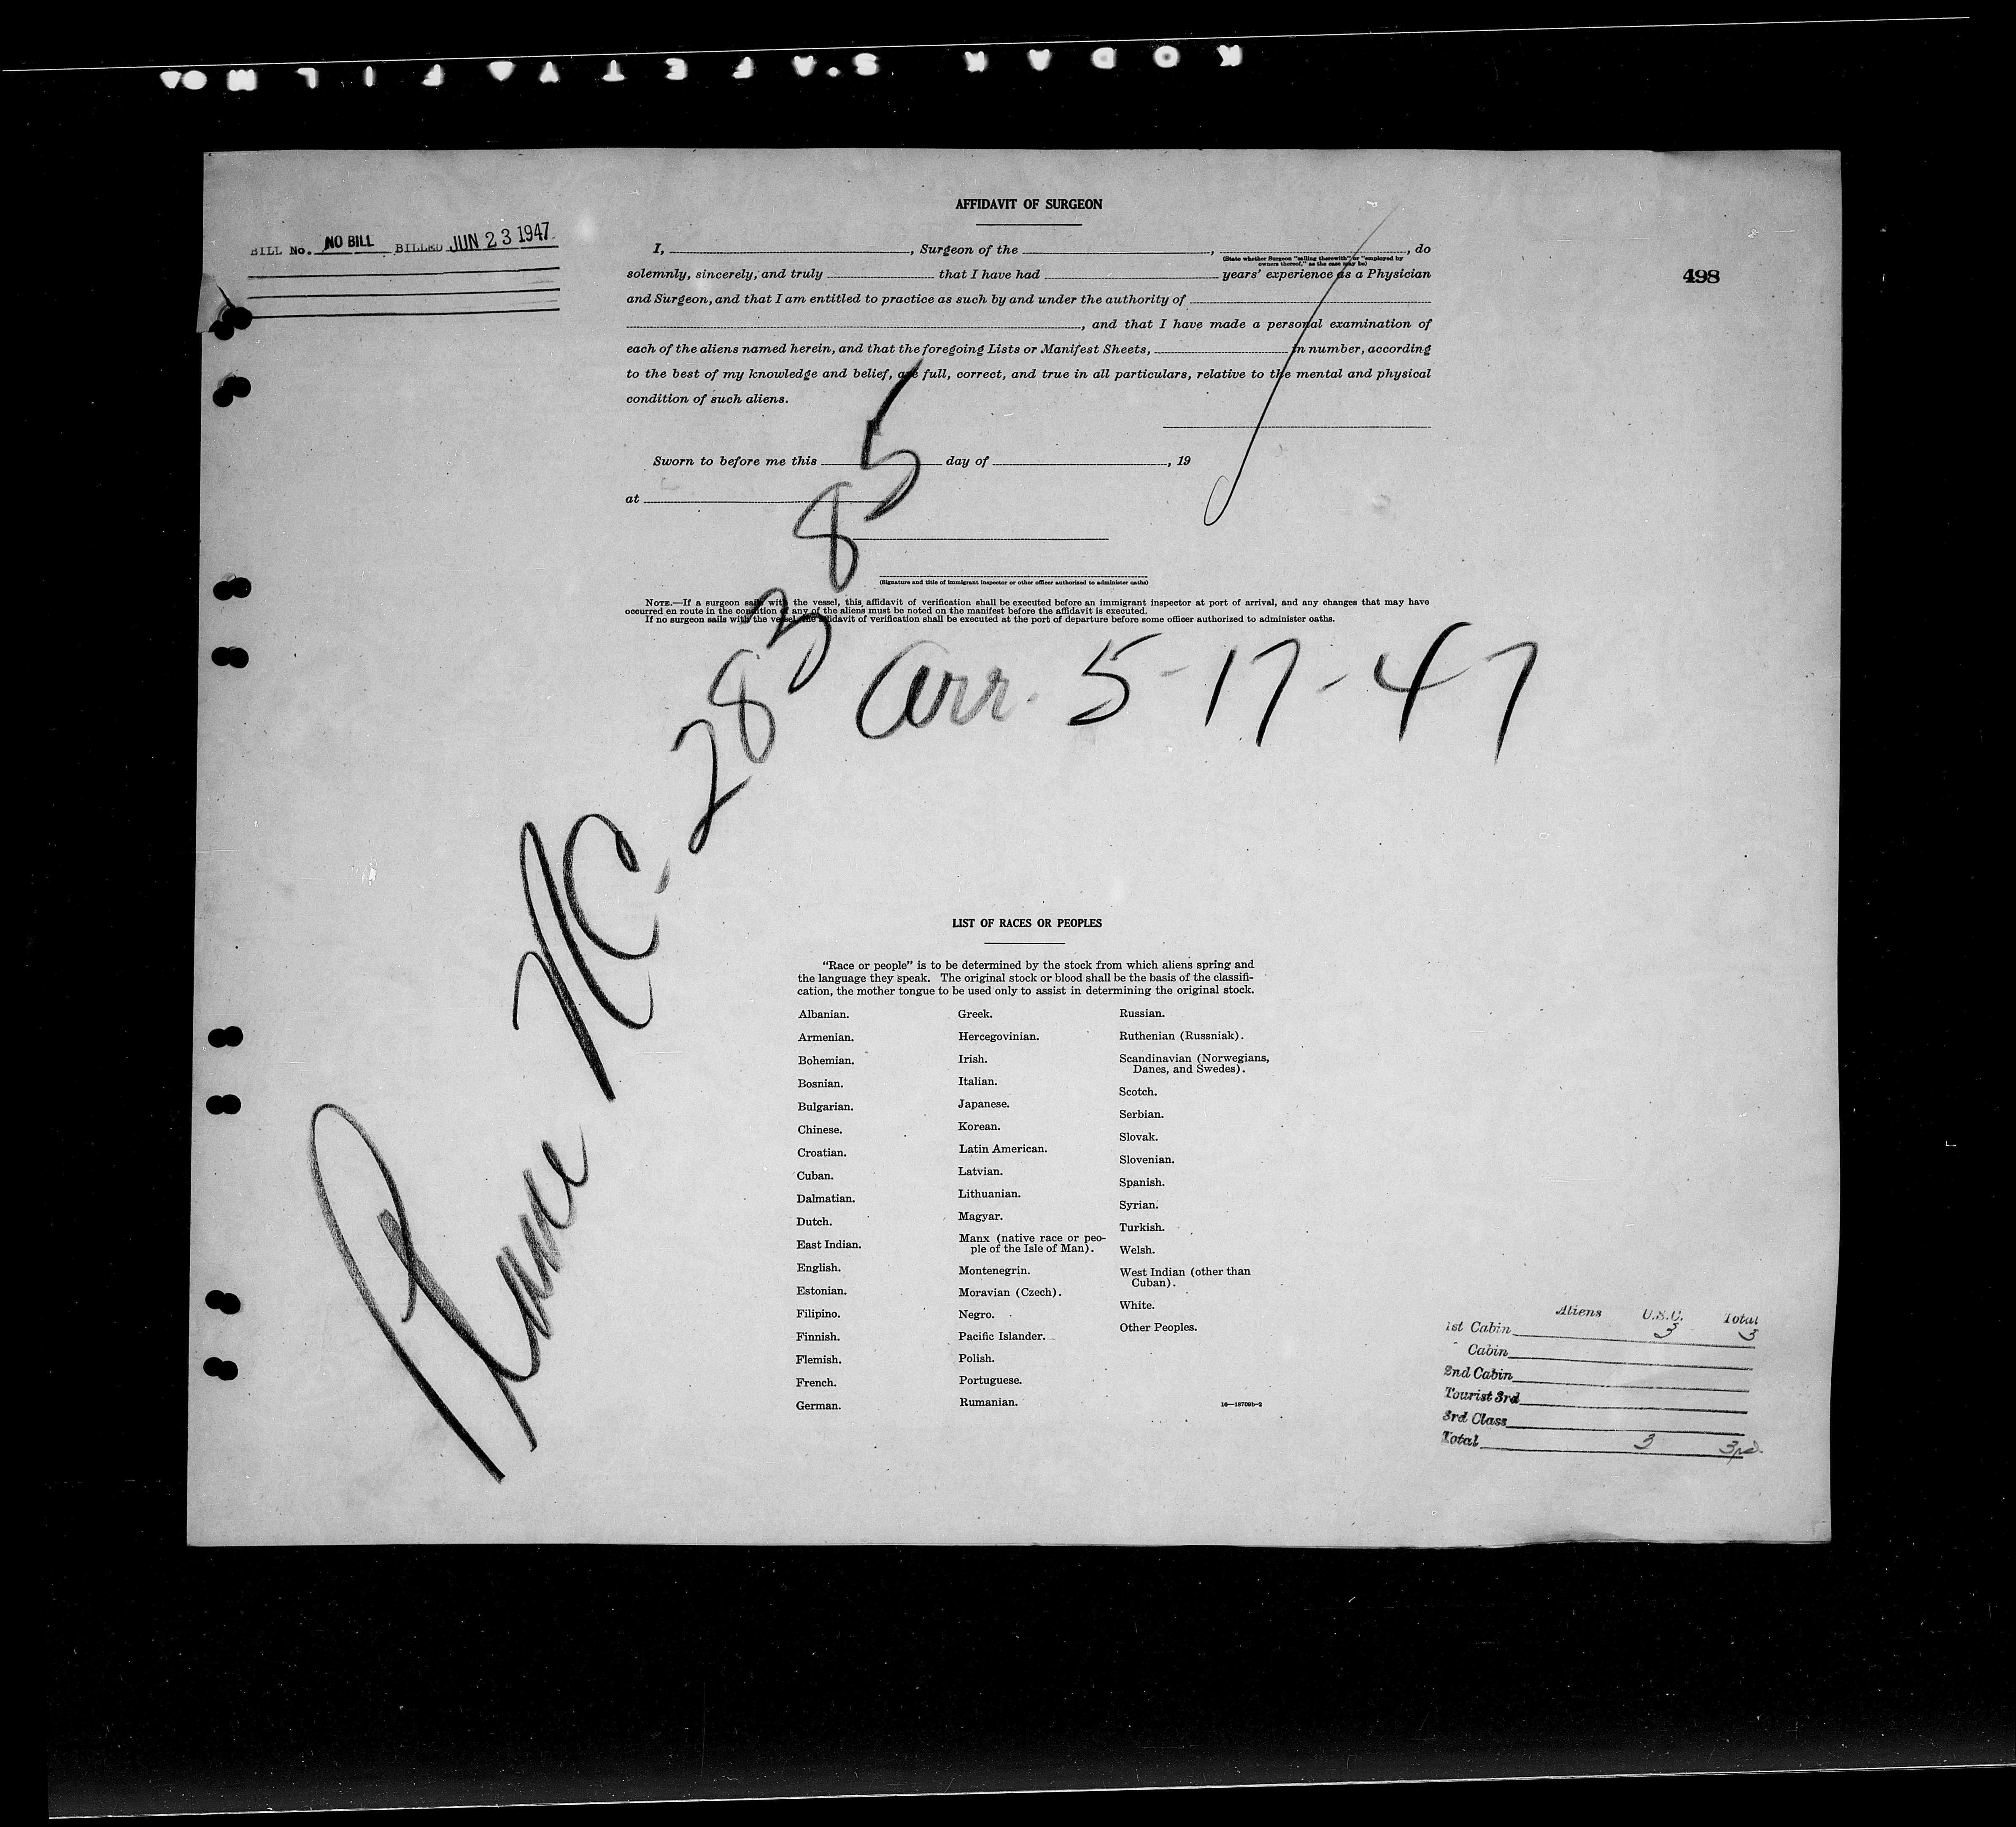 KODAK S.AFETY FILM
AFFIDAVIT OF SURGEON
BILL No. NO BILL BILLED JUN 23 1947
498
I, , Surgeon of the , , do
(State whether Surgeon "sailing therewith" or "employed by
owners thereof," as the case may be)
solemnly, sincerely, and truly that I have had years' experience as a Physician
and Surgeon, and that I am entitled to practice as such by and under the authority of
, and that I have made a personal examination of
each of the aliens named herein, and that the foregoing Lists or Manifest Sheets, in number, according
to the best of my knowledge and belief, are full, correct, and true in all particulars, relative to the mental and physical
condition of such aliens.
Sworn to before me this day of , 19
at
(Signature and title of immigrant inspector or other officer authorized to administer oaths)
NOTE.—If a surgeon sails with the vessel, this affidavit of verification shall be executed before an immigrant inspector at port of arrival, and any changes that may have
occurred en route in the condition of any of the aliens must be noted on the manifest before the affidavit is executed.
If no surgeon sails with the vessel, the affidavit of verification shall be executed at the port of departure before some officer authorized to administer oaths.
Plane NC-28385
arr. 5-17-47
LIST OF RACES OR PEOPLES
"Race or people" is to be determined by the stock from which aliens spring and
the language they speak. The original stock or blood shall be the basis of the classifi-
cation, the mother tongue to be used only to assist in determining the original stock.
Albanian.
Armenian.
Bohemian.
Bosnian.
Bulgarian.
Chinese.
Croatian.
Cuban.
Dalmatian.
Dutch.
East Indian.
English.
Estonian.
Filipino.
Finnish.
Flemish.
French.
German.
Greek.
Hercegovinian.
Irish.
Italian.
Japanese.
Korean.
Latin American.
Latvian.
Lithuanian.
Magyar.
Manx (native race or peo-
ple of the Isle of Man).
Montenegrin.
Moravian (Czech).
Negro.
Pacific Islander.
Polish.
Portuguese.
Rumanian.
Russian.
Ruthenian (Russniak).
Scandinavian (Norwegians,
Danes, and Swedes).
Scotch.
Serbian.
Slovak.
Slovenian.
Spanish.
Syrian.
Turkish.
Welsh.
West Indian (other than
Cuban).
White.
Other Peoples.
16—18709b-2
Aliens U.S.C. Total
1st Cabin 3 3
Cabin
2nd Cabin
Tourist 3rd
3rd Class
Total 3 3